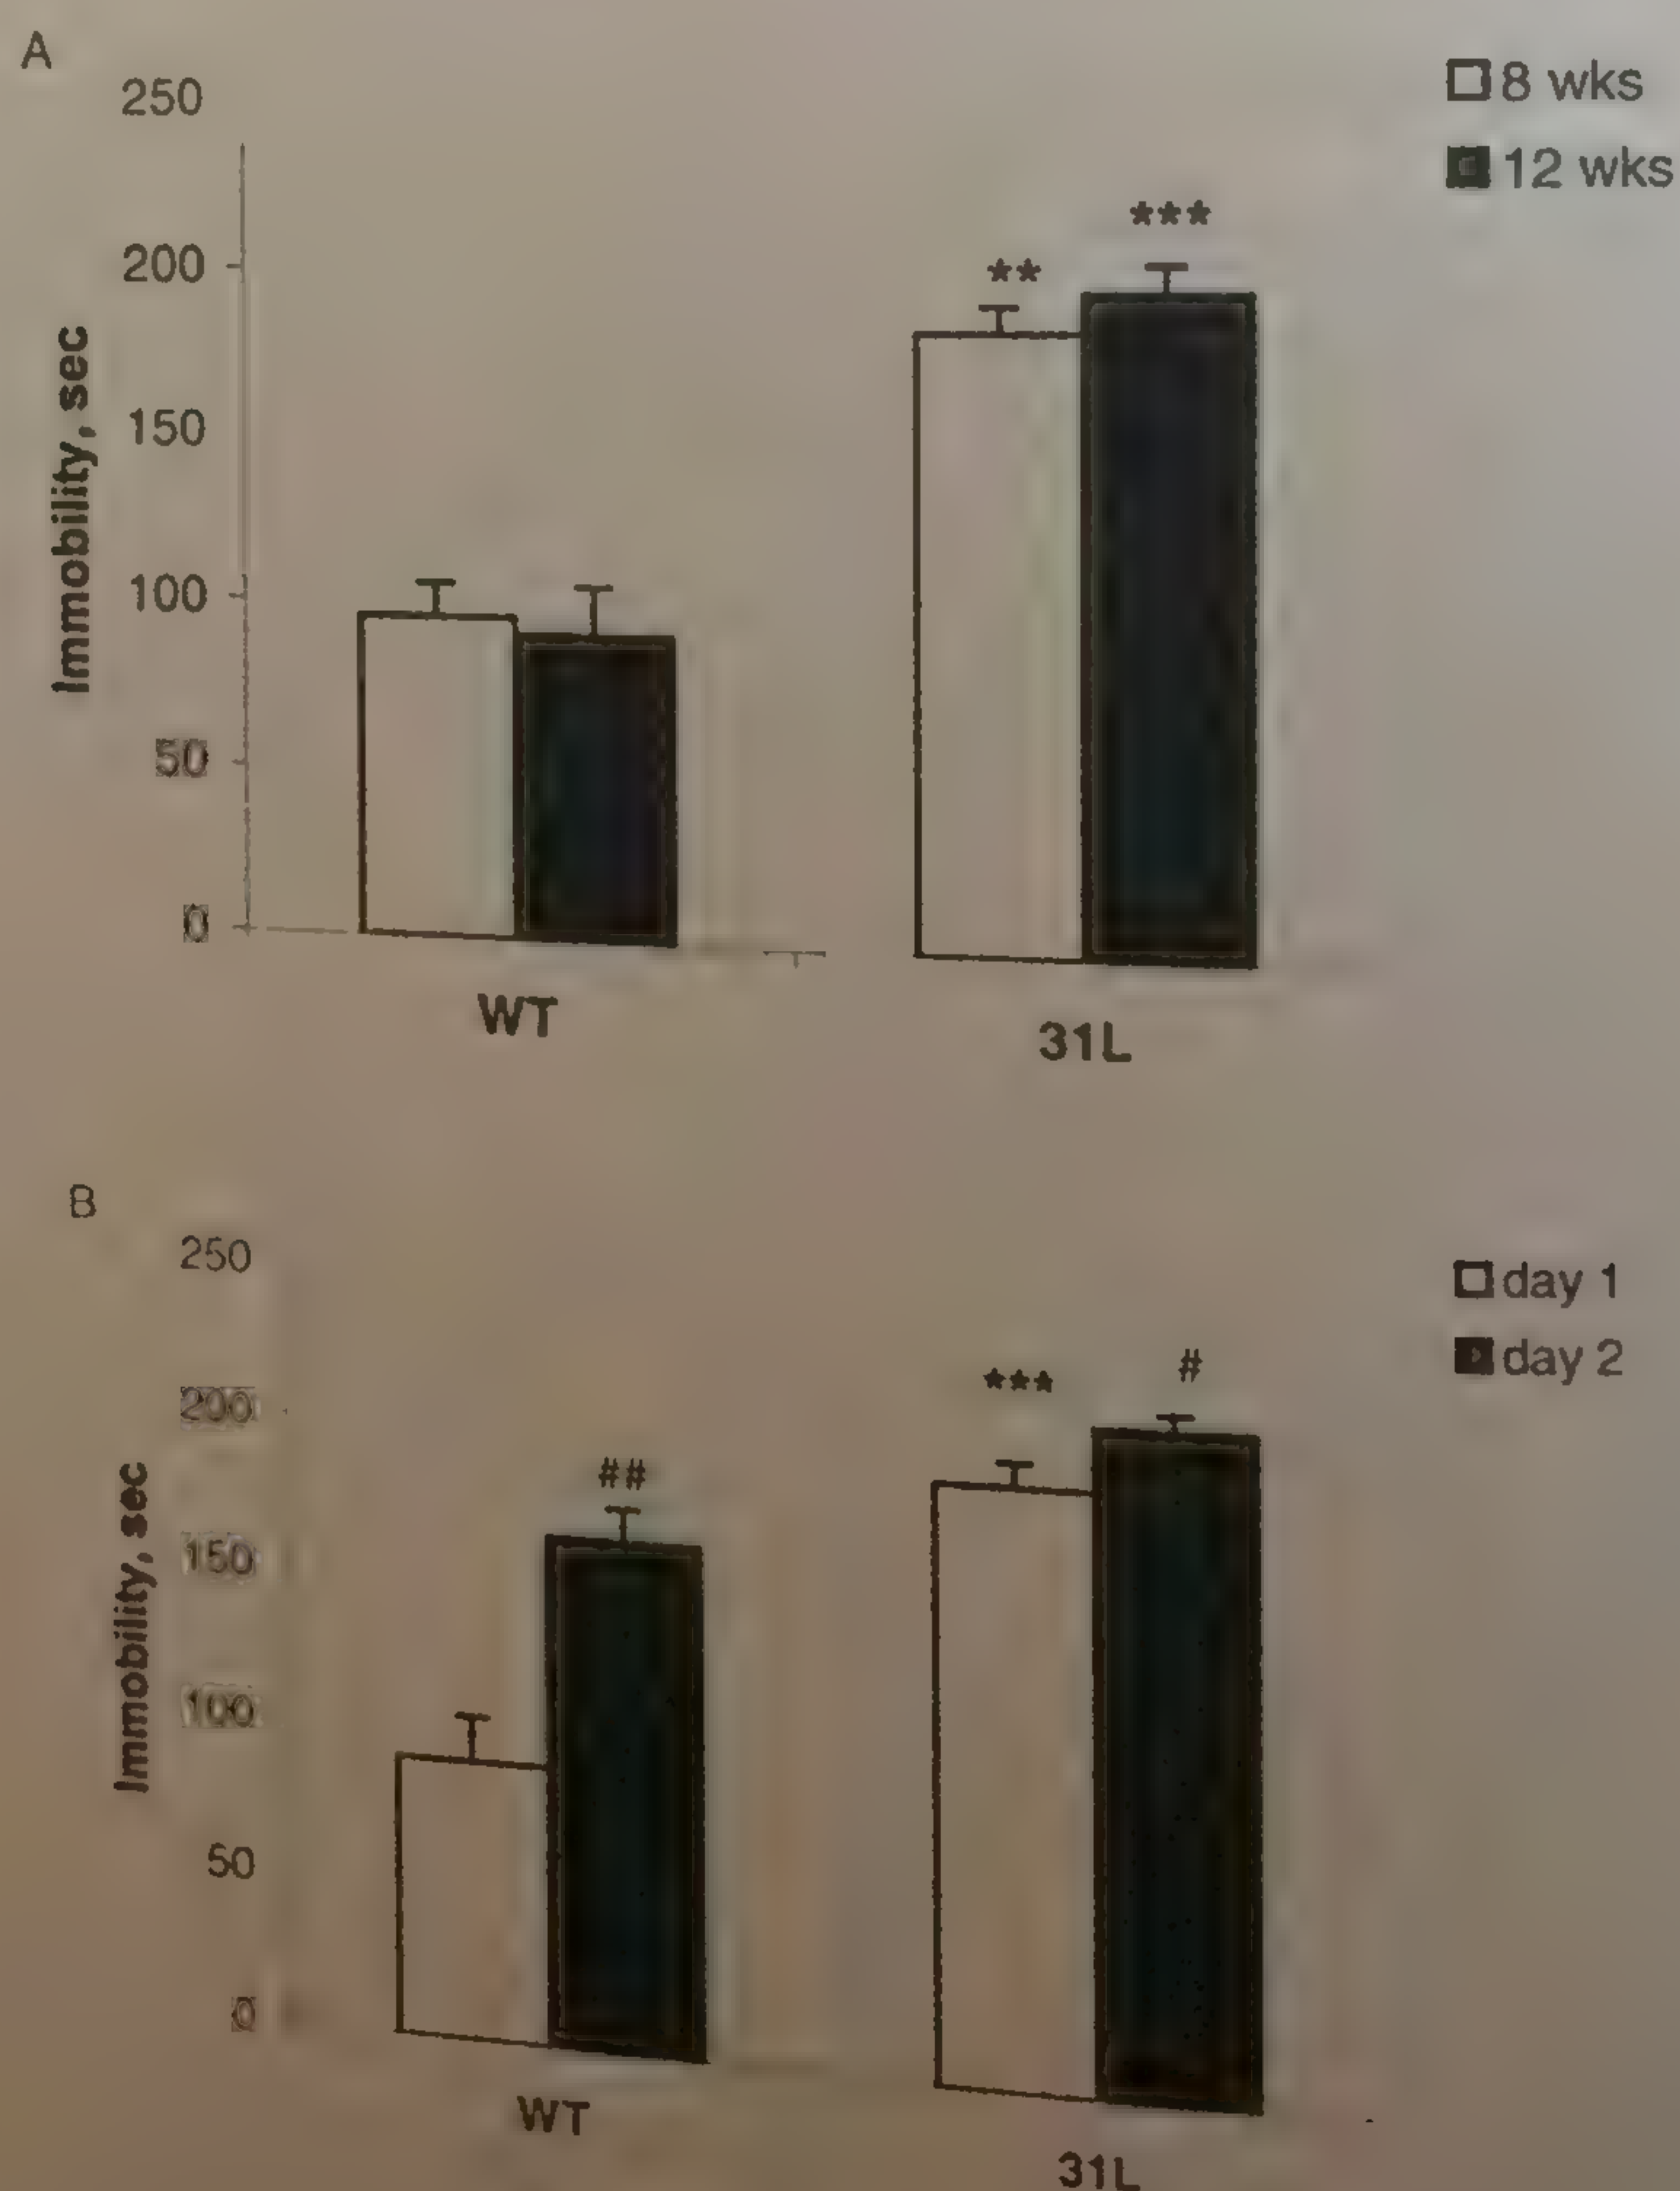 A
250
200
150
100
50
0
Immobility, sec
8 wks
12 wks
**
***
WT
31L
B
250
200
150
100
50
0
Immobility, sec
day 1
day 2
##
***
#
WT
31L